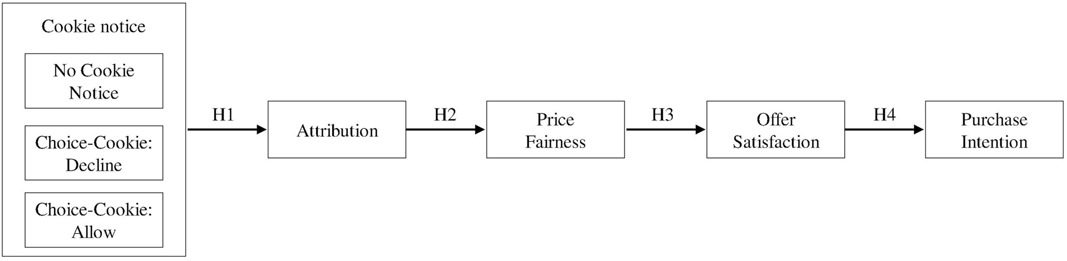 Cookie notice
No Cookie
Notice
Choice-Cookie:
Decline
Choice-Cookie:
Allow
H1
Attribution
H2
Price
Fairness
H3
Offer
Satisfaction
H4
Purchase
Intention